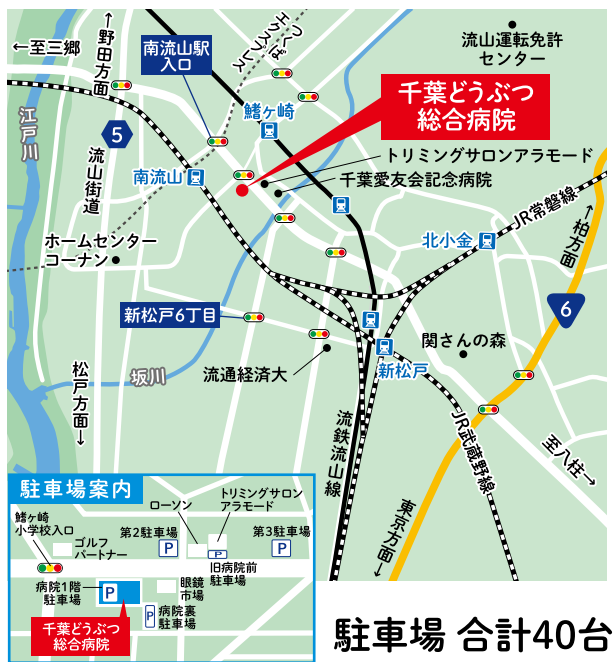 ←至三郷
↑野田方面
つくば
エクスプレス
南流山駅
入口
流山運転免許
センター
千葉どうぶつ
総合病院
鰭ヶ崎
江戸川
5
流山街道
南流山
トリミングサロンアラモード
千葉愛友会記念病院
JR常磐線
↑柏方面
北小金
ホームセンター
コーナン
新松戸6丁目
6
関さんの森
新松戸
流通経済大
坂川
松戸方面↓
流鉄流山線
JR武蔵野線
至八柱→
東京方面↓
駐車場案内
鰭ヶ崎
小学校入口
ゴルフ
パートナー
第2駐車場
P
ローソン
トリミングサロン
アラモード
P
旧病院前
駐車場
第3駐車場
P
病院1階
駐車場
P
眼鏡
市場
P
病院裏
駐車場
千葉どうぶつ
総合病院
駐車場 合計40台